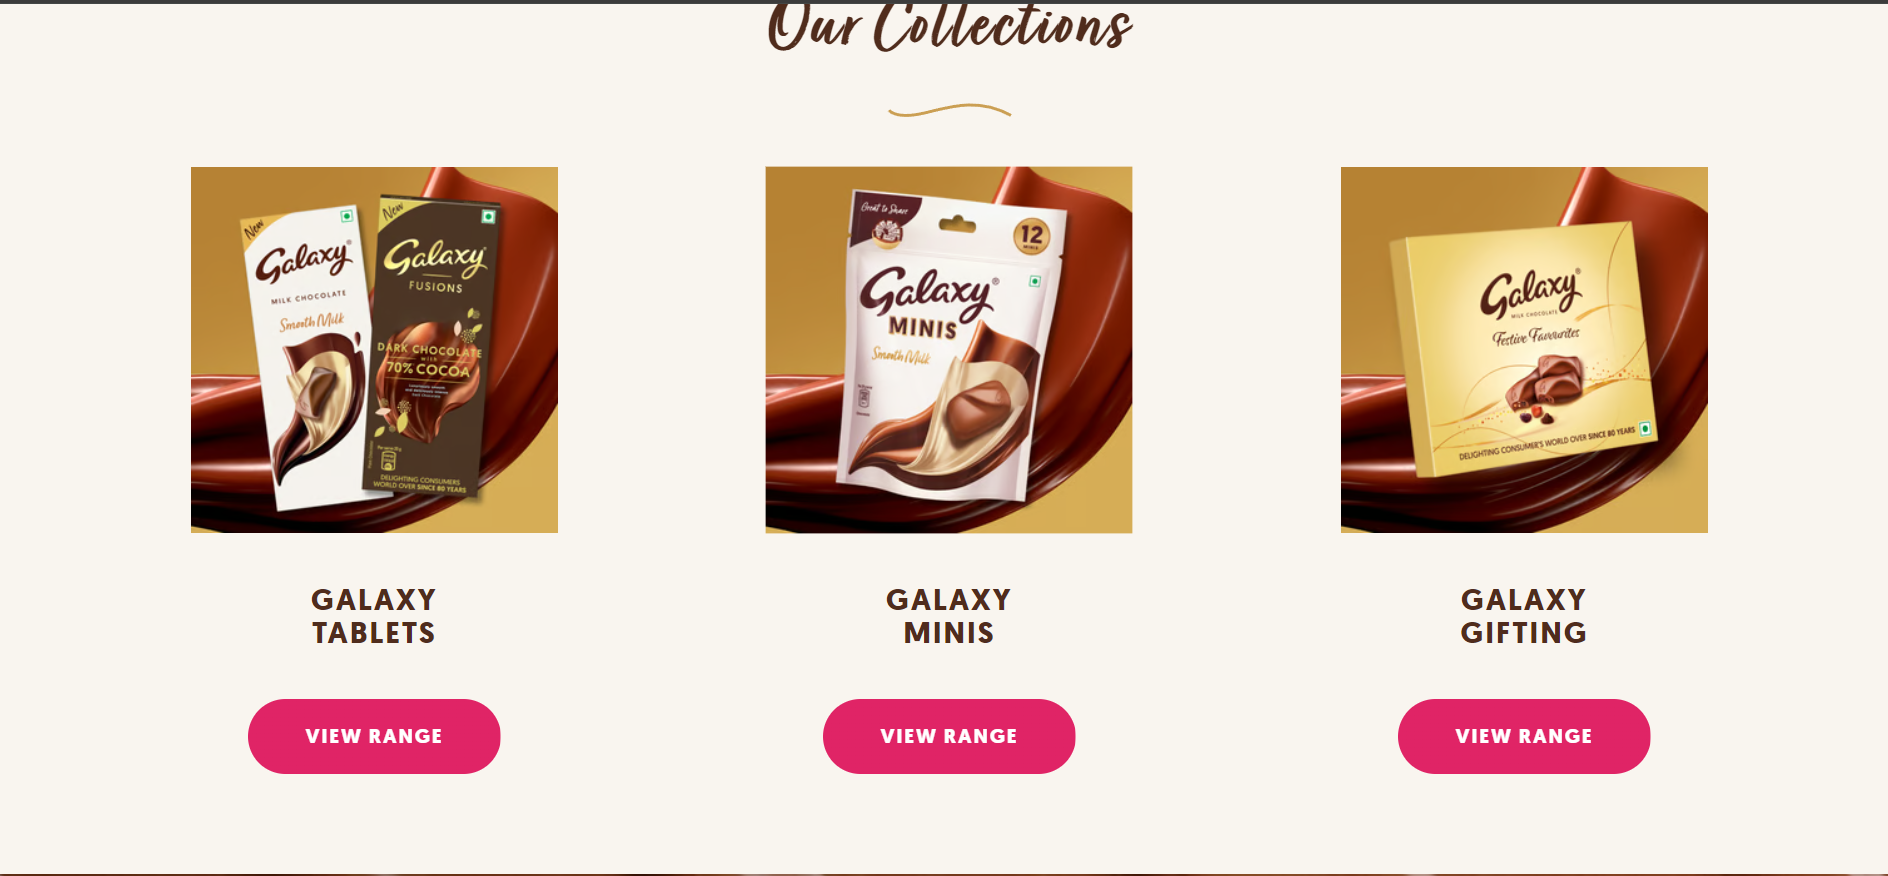 Our Collections
New
Galaxy®
MILK CHOCOLATE
Smooth Milk
New
Galaxy®
FUSIONS
DARK CHOCOLATE
with
70% COCOA
DELIGHTING CONSUMERS
WORLD OVER SINCE 80 YEARS
Great to Share
12
MINIS
Galaxy®
MINIS
Smooth Milk
Galaxy®
MILK CHOCOLATE
Festive Favourites
DELIGHTING CONSUMER'S WORLD OVER SINCE 80 YEARS
GALAXY
TABLETS
GALAXY
MINIS
GALAXY
GIFTING
VIEW RANGE
VIEW RANGE
VIEW RANGE